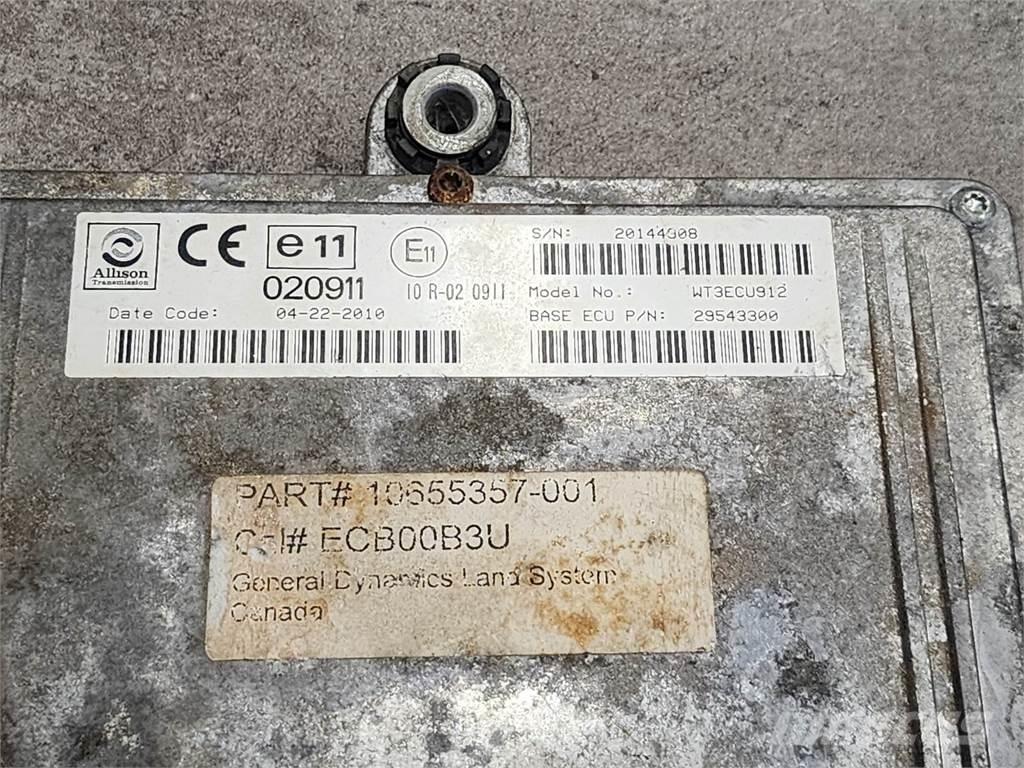 Allison
Transmission
CE
e 11
020911
E11
10 R-02 0911
Date Code: 04-22-2010
S/N: 20144908
Model No.: WT3ECU912
BASE ECU P/N: 29543300
PART# 10655357-001
Cal# ECB00B3U
General Dynamics Land System
Canada